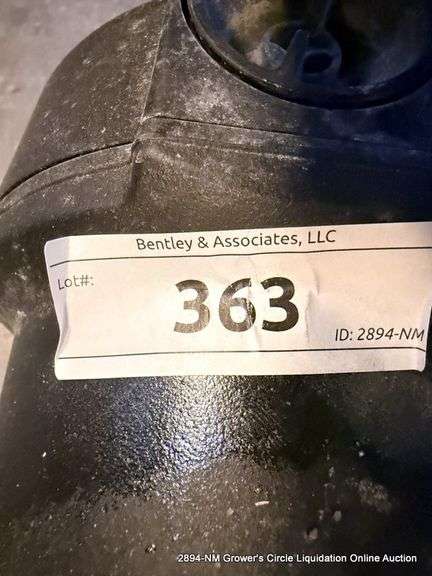 Bentley & Associates, LLC
Lot#:
363
ID: 2894-NM
2894-NM Grower's Circle Liquidation Online Auction